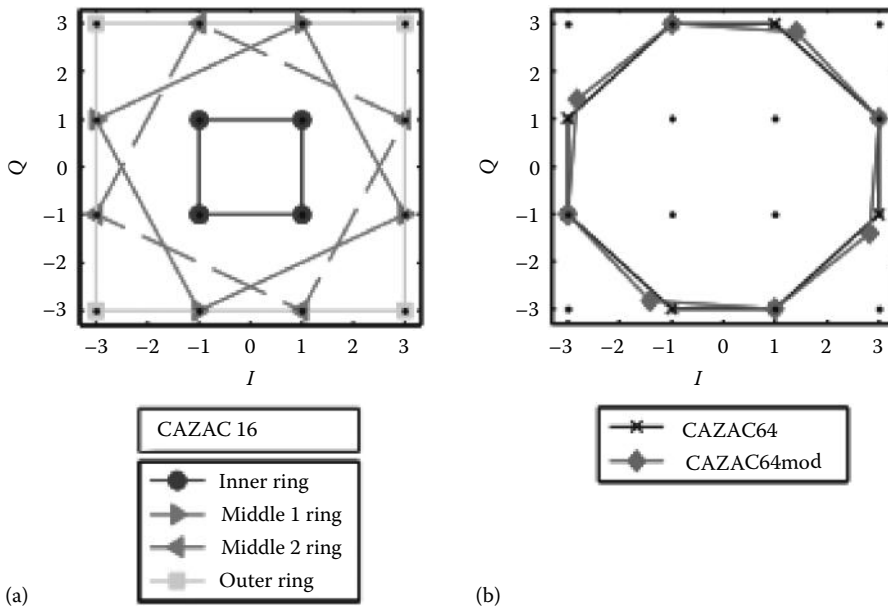 3
2
1
0
–1
–2
–3
Q
–3 –2 –1 0 1 2 3
I
CAZAC 16
Inner ring
Middle 1 ring
Middle 2 ring
Outer ring
(a)
3
2
1
0
–1
–2
–3
Q
–3 –2 –1 0 1 2 3
I
CAZAC64
CAZAC64mod
(b)